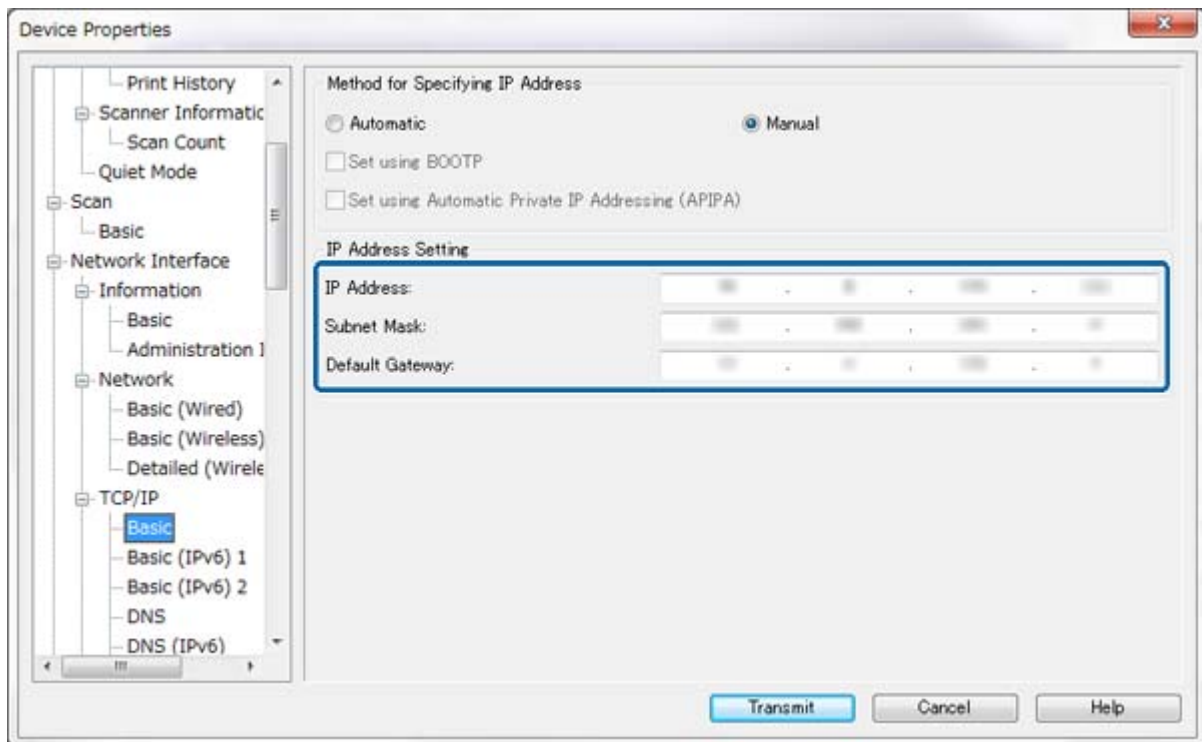 Device Properties
Print History
Scanner Informatic
Scan Count
Quiet Mode
Scan
Basic
Network Interface
Information
Basic
Administration I
Network
Basic (Wired)
Basic (Wireless)
Detailed (Wirele
TCP/IP
Basic
Basic (IPv6) 1
Basic (IPv6) 2
DNS
DNS (IPv6)
Method for Specifying IP Address
Automatic
Manual
Set using BOOTP
Set using Automatic Private IP Addressing (APIPA)
IP Address Setting
IP Address:
Subnet Mask:
Default Gateway:
Transmit
Cancel
Help